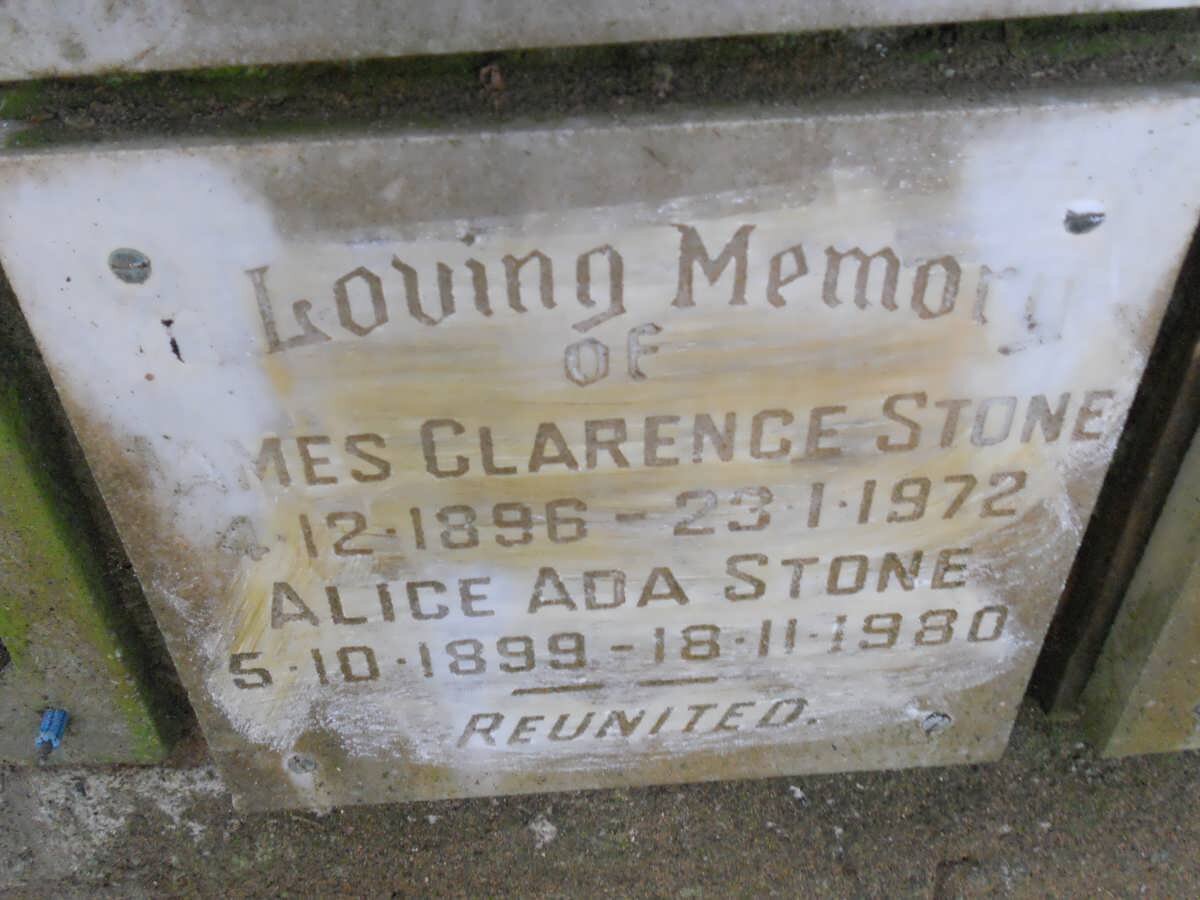 Loving Memory
OF
MES CLARENCE STONE
4·12·1896 - 23·1·1972
ALICE ADA STONE
5·10·1899 - 18·11·1980
REUNITED.